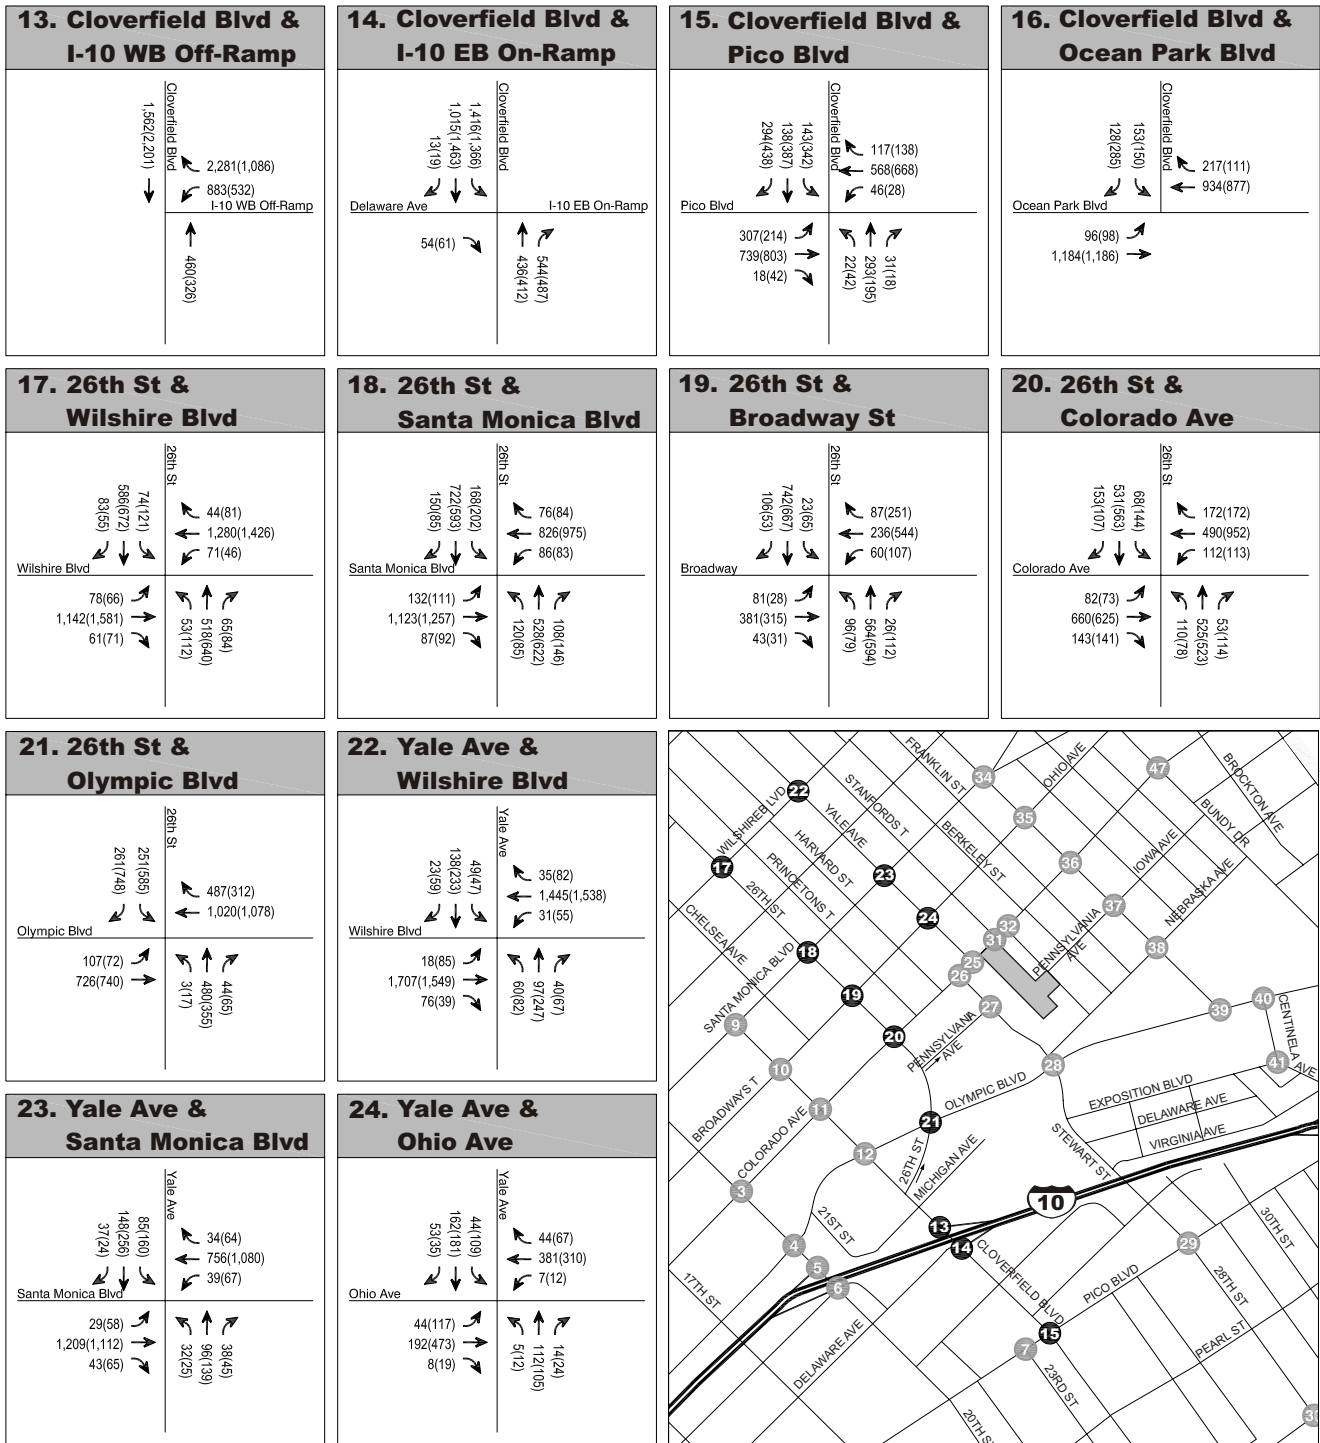 13. Cloverfield Blvd &
I-10 WB Off-Ramp
Cloverfield Blvd
1,562(2,201)
2,281(1,086)
883(532)
I-10 WB Off-Ramp
460(326)
14. Cloverfield Blvd &
I-10 EB On-Ramp
Cloverfield Blvd
13(19)
1,015(1,463)
1,416(1,366)
Delaware Ave
I-10 EB On-Ramp
54(61)
436(412)
544(487)
15. Cloverfield Blvd &
Pico Blvd
Cloverfield Blvd
294(438)
138(387)
143(342)
117(138)
568(668)
46(28)
Pico Blvd
307(214)
739(803)
18(42)
22(42)
293(195)
31(18)
16. Cloverfield Blvd &
Ocean Park Blvd
Cloverfield Blvd
128(285)
153(150)
217(111)
934(877)
Ocean Park Blvd
96(98)
1,184(1,186)
17. 26th St &
Wilshire Blvd
26th St
83(55)
586(672)
74(121)
44(81)
1,280(1,426)
71(46)
Wilshire Blvd
78(66)
1,142(1,581)
61(71)
53(112)
518(640)
65(84)
18. 26th St &
Santa Monica Blvd
26th St
150(85)
722(593)
168(202)
76(84)
826(975)
86(83)
Santa Monica Blvd
132(111)
1,123(1,257)
87(92)
120(85)
528(622)
108(146)
19. 26th St &
Broadway St
26th St
106(53)
742(667)
23(65)
87(251)
236(544)
60(107)
Broadway
81(28)
381(315)
43(31)
96(79)
564(594)
26(112)
20. 26th St &
Colorado Ave
26th St
153(107)
531(563)
68(144)
172(172)
490(952)
112(113)
Colorado Ave
82(73)
660(625)
143(141)
110(78)
525(523)
53(114)
21. 26th St &
Olympic Blvd
26th St
261(748)
251(585)
487(312)
1,020(1,078)
Olympic Blvd
107(72)
726(740)
3(17)
480(355)
44(65)
22. Yale Ave &
Wilshire Blvd
Yale Ave
23(59)
138(233)
49(47)
35(82)
1,445(1,538)
31(55)
Wilshire Blvd
18(85)
1,707(1,549)
76(39)
60(82)
97(247)
40(67)
23. Yale Ave &
Santa Monica Blvd
Yale Ave
37(24)
148(256)
85(160)
34(64)
756(1,080)
39(67)
Santa Monica Blvd
29(58)
1,209(1,112)
43(65)
32(25)
96(139)
38(45)
24. Yale Ave &
Ohio Ave
Yale Ave
53(35)
162(181)
44(109)
44(67)
381(310)
7(12)
Ohio Ave
44(117)
192(473)
8(19)
5(12)
112(105)
14(24)
FRANKLIN ST
34
OHIO AVE
47
BROCKTON AVE
22
WILSHIREB LVD
STANFORDS T
YALE AVE
35
BUNDY DR
BERKELEY ST
HARVARD ST
36
IOWA AVE
17
PRINCETONS T
23
26TH ST
NEBRASKA AVE
37
CHELSEA AVE
24
32
31
PENNSYLVANIA
AVE
38
18
25
26
SANTA MONICA BLVD
19
27
40
39
CENTINELA AVE
9
20
PENNSYLVANA
AVE
28
41
10
BROADWAYS T
11
OLYMPIC BLVD
EXPOSITION BLVD
DELAWARE AVE
VIRGINIA AVE
21
STEWART ST
COLORADO AVE
12
26TH ST
MICHIGAN AVE
3
10
21ST ST
13
14
4
5
6
CLOVERFIELD BLVD
29
30TH ST
28TH ST
PICO BLVD
17TH ST
15
7
PEARL ST
DELAWARE AVE
23RD ST
20TH ST